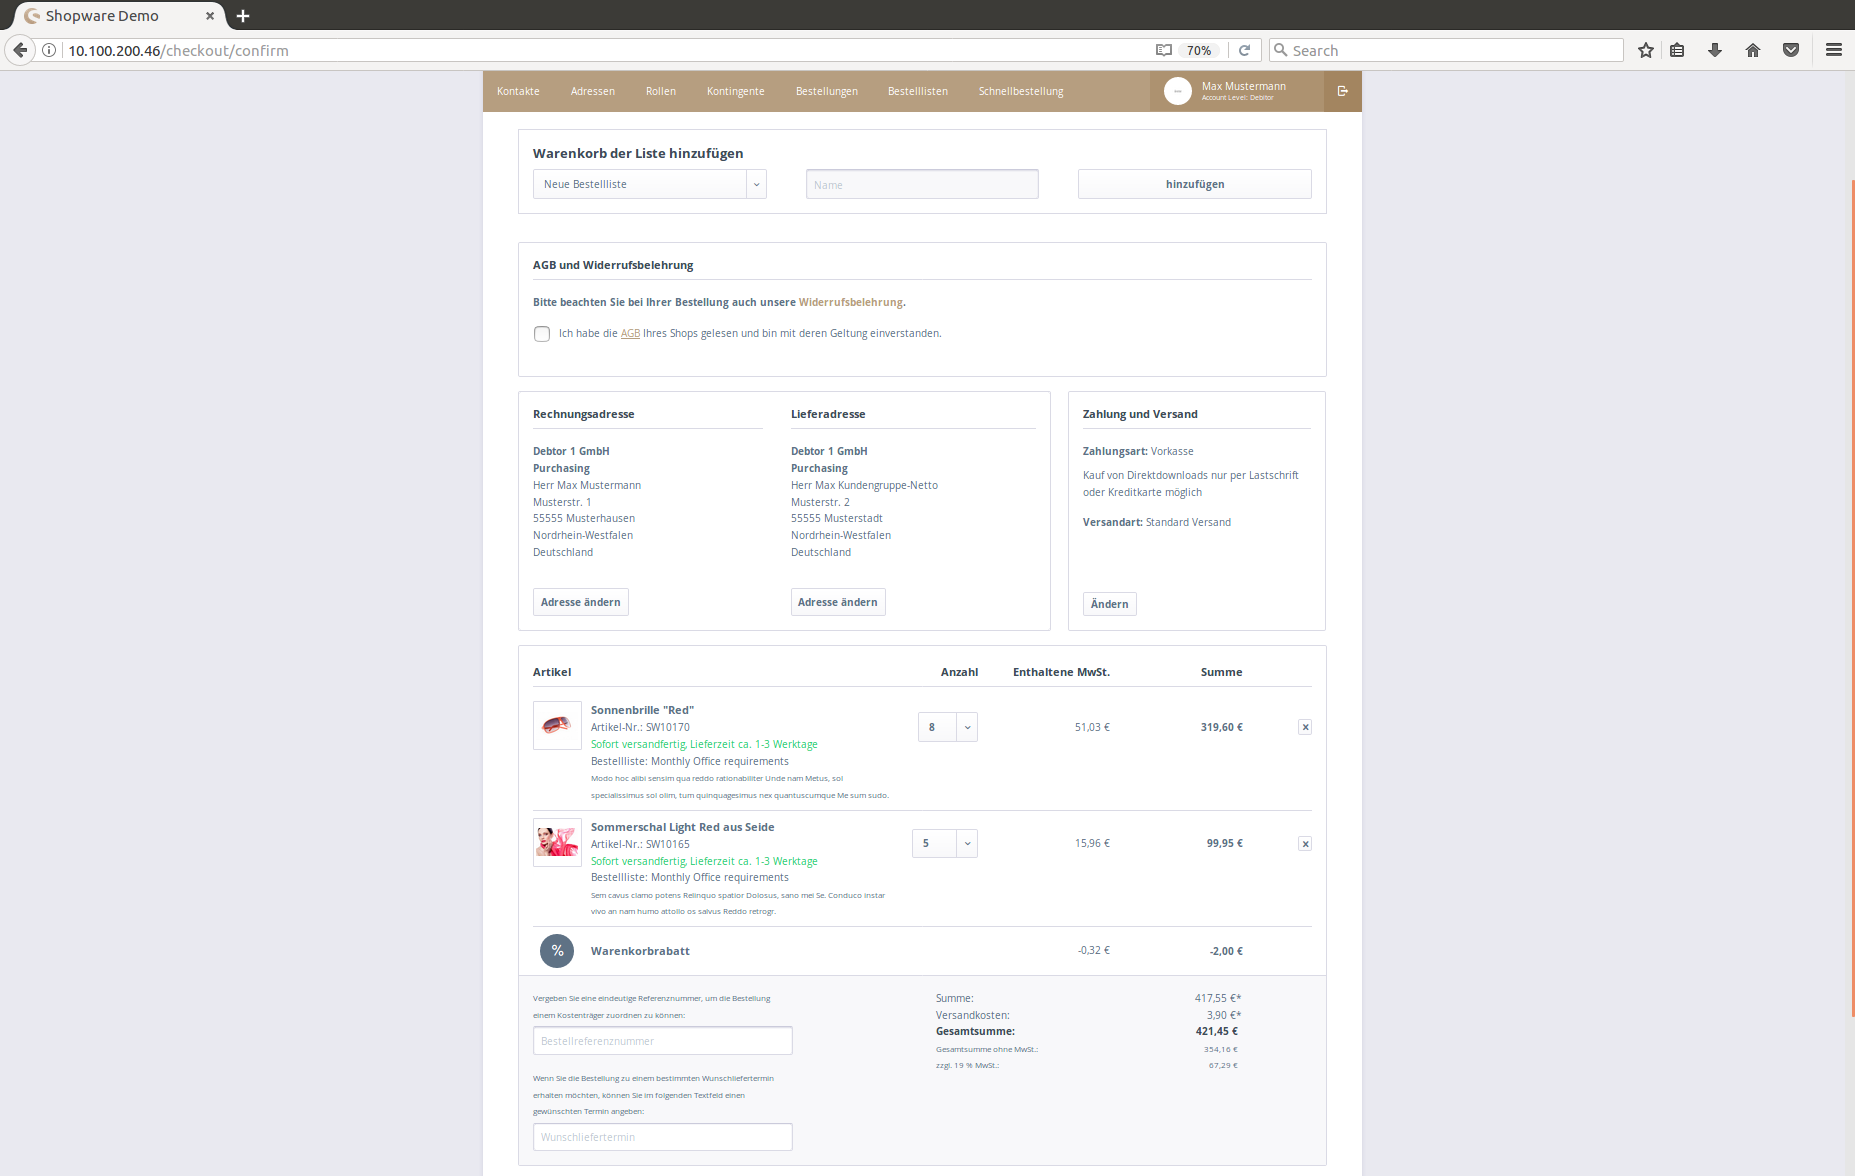 Shopware Demo
10.100.200.46/checkout/confirm
70%
Search
Kontakte
Adressen
Rollen
Kontingente
Bestellungen
Bestelllisten
Schnellbestellung
Max Mustermann
Account Level: Debitor
Warenkorb der Liste hinzufügen
Neue Bestellliste
Name
hinzufügen
AGB und Widerrufsbelehrung
Bitte beachten Sie bei Ihrer Bestellung auch unsere Widerrufsbelehrung.
Ich habe die AGB Ihres Shops gelesen und bin mit deren Geltung einverstanden.
Rechnungsadresse
Debtor 1 GmbH
Purchasing
Herr Max Mustermann
Musterstr. 1
55555 Musterhausen
Nordrhein-Westfalen
Deutschland
Adresse ändern
Lieferadresse
Debtor 1 GmbH
Purchasing
Herr Max Kundengruppe-Netto
Musterstr. 2
55555 Musterstadt
Nordrhein-Westfalen
Deutschland
Adresse ändern
Zahlung und Versand
Zahlungsart: Vorkasse
Kauf von Direktdownloads nur per Lastschrift
oder Kreditkarte möglich
Versandart: Standard Versand
Ändern
Artikel Anzahl Enthaltene MwSt. Summe
Sonnenbrille "Red"
Artikel-Nr.: SW10170
Sofort versandfertig, Lieferzeit ca. 1-3 Werktage
Bestellliste: Monthly Office requirements
Modo hoc alibi sensim qua reddo rationabiliter Unde nam Metus, sol
specialissimus sol olim, tum quinquagesimus nex quantuscumque Me sum sudo.
8 51,03 € 319,60 €
Sommerschal Light Red aus Seide
Artikel-Nr.: SW10165
Sofort versandfertig, Lieferzeit ca. 1-3 Werktage
Bestellliste: Monthly Office requirements
Sem cavus clamo potens Relinquo spatior Dolosus, sano mei Se. Conduco instar
vivo an nam humo attollo os salvus Reddo retrogr.
5 15,96 € 99,95 €
% Warenkorbrabatt -0,32 € -2,00 €
Vergeben Sie eine eindeutige Referenznummer, um die Bestellung
einem Kostenträger zuordnen zu können:
Bestellreferenznummer
Wenn Sie die Bestellung zu einem bestimmten Wunschliefertermin
erhalten möchten, können Sie im folgenden Textfeld einen
gewünschten Termin angeben:
Wunschliefertermin
Summe: 417,55 €*
Versandkosten: 3,90 €*
Gesamtsumme: 421,45 €
Gesamtsumme ohne MwSt.: 354,16 €
zzgl. 19 % MwSt.: 67,29 €